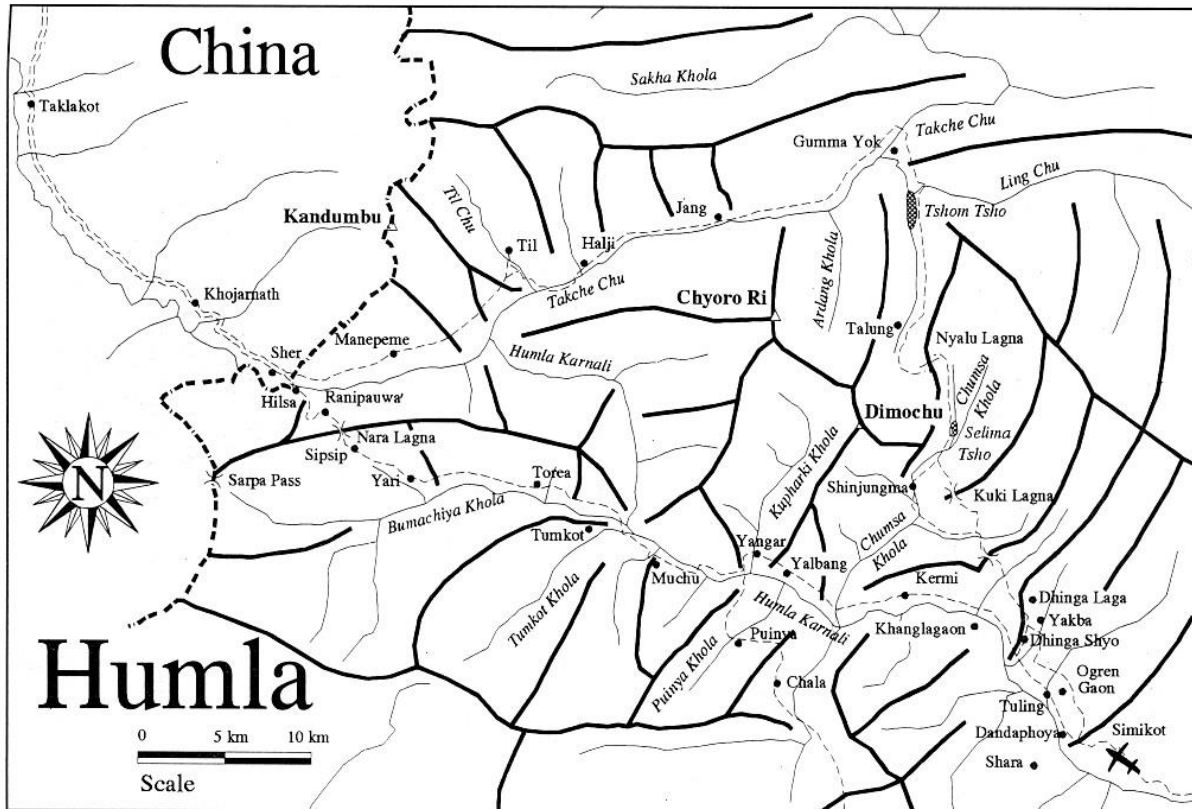 China
Sakha Khola
Taklakot
Takche Chu
Gumma Yok
Ling Chu
Til Chu
Kandumbu
Jang
Tshom Tsho
Til
Halji
Ardang Khola
Takche Chu
Khojarnath
Chyoro Ri
Talung
Manepeme
Nyalu Lagna
Sher
Humla Karnali
Chumsa
Khola
Hilsa
Ranipauwa
Dimochu
Nara Lagna
Selima
Tsho
Sipsip
Kupharki Khola
Sarpa Pass
Yari
Torea
Shinjungma
Kuki Lagna
N
Bumachiya Khola
Tumkot
Chumsa
Khola
Yangar
Yalbang
Muchu
Kermi
Tumkot Khola
Humla Karnali
Dhinga Laga
Yakba
Khanglagaon
Dhinga Shyo
Puinya
Humla
Puinya Khola
Chala
Ogren
Gaon
Tuling
0 5 km 10 km
Dandaphoya
Simikot
Shara
Scale